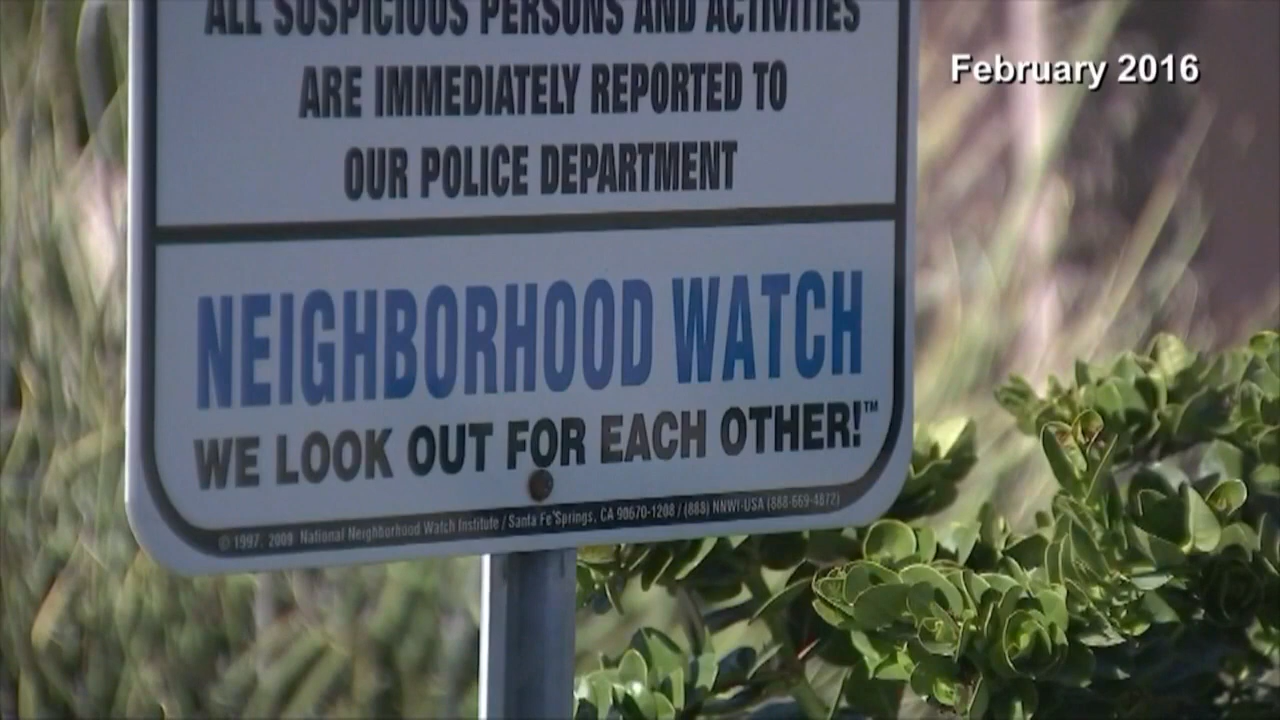 ALL SUSPICIOUS PERSONS AND ACTIVITIES
ARE IMMEDIATELY REPORTED TO
OUR POLICE DEPARTMENT
NEIGHBORHOOD WATCH
WE LOOK OUT FOR EACH OTHER!™
© 1997, 2009 National Neighborhood Watch Institute / Santa Fe Springs, CA 90670-1208 / (888) NNWI-USA (888-669-4872)
February 2016